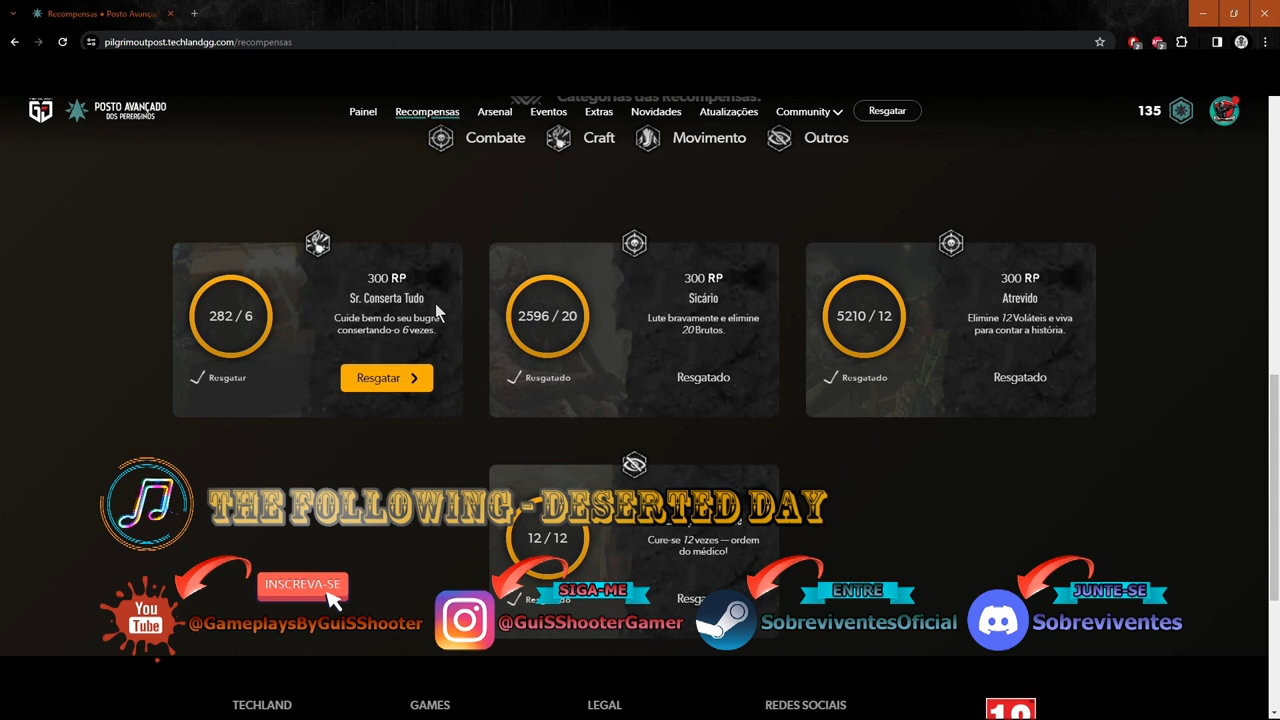 Recompensas • Posto Avanç
pilgrimoutpost.techlandgg.com/recompensas
GG
POSTO AVANÇADO
DOS PEREGRINOS
Painel
Recompensas
Arsenal
Eventos
Extras
Novidades
Atualizações
Community
Resgatar
135
Categorias das Recompensas:
Combate
Craft
Movimento
Outros
282 / 6
Resgatar
300 RP
Sr. Conserta Tudo
Cuide bem do seu bugre
consertando-o 6 vezes.
Resgatar
2596 / 20
Resgatado
300 RP
Sicário
Lute bravamente e elimine
20 Brutos.
Resgatado
5210 / 12
Resgatado
300 RP
Atrevido
Elimine 12 Voláteis e viva
para contar a história.
Resgatado
THE FOLLOWING - DESERTED DAY
12 / 12
Cure-se 12 vezes — ordem
do médico!
INSCREVA-SE
You
Tube
@GameplaysByGuiSShooter
SIGA-ME
@GuiSShooterGamer
ENTRE
SobreviventesOficial
JUNTE-SE
Sobreviventes
TECHLAND
GAMES
LEGAL
REDES SOCIAIS